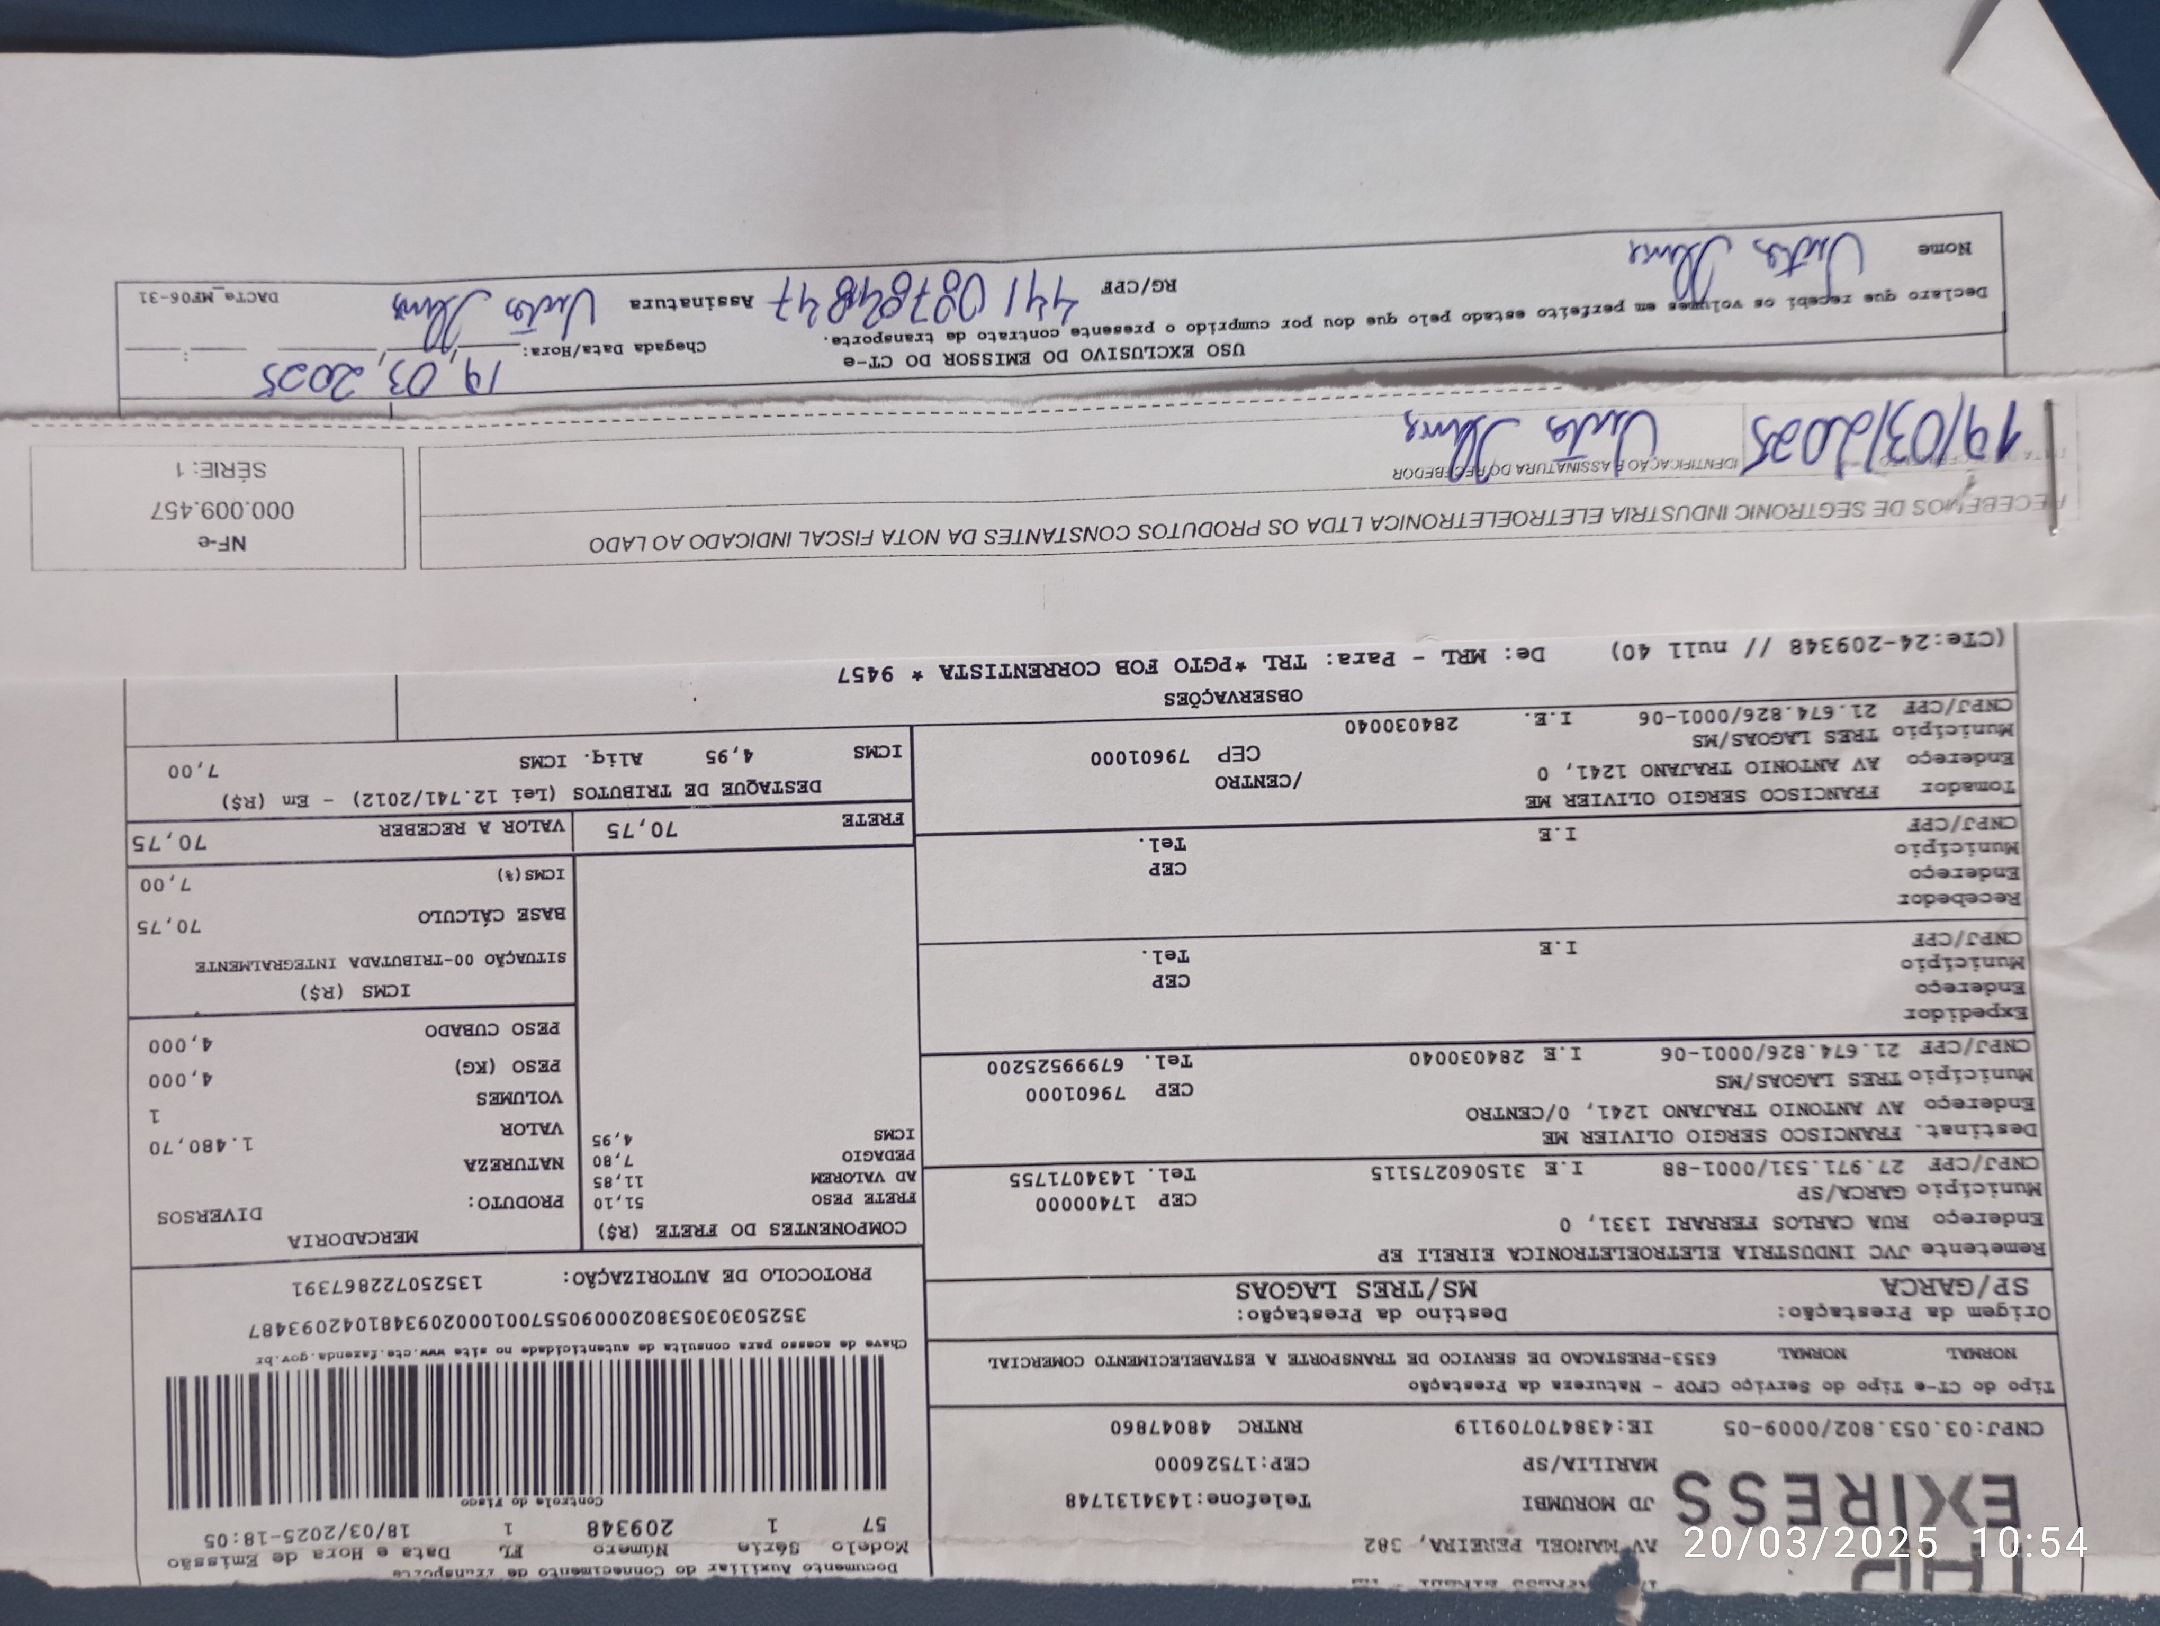 20/03/2025 10:54
EXIRESS
AV MANOEL PEREIRA, 382
JD MORUMBI Telefone:1434131748
MARILIA/SP CEP:17526000
CNPJ:03.053.802/0009-05 IE:438470709119 RNTRC 48047860
Documento Auxiliar do Conhecimento de Transporte
Modelo Série Número FL Data e Hora de Emissão
57 1 209348 1 18/03/2025-18:05
Controle do Fisco
Chave de acesso para consulta de autenticidade no site www.cte.fazenda.gov.br
35250303053802000905570010002093481042093487
PROTOCOLO DE AUTORIZAÇÃO: 135250722867391
Tipo do CT-e Tipo do Serviço CFOP - Natureza da Prestação
NORMAL NORMAL 6353-PRESTACAO DE SERVICO DE TRANSPORTE A ESTABELECIMENTO COMERCIAL
Origem da Prestação: Destino da Prestação:
SP/GARCA MS/TRES LAGOAS
Remetente JVC INDUSTRIA ELETROELETRONICA EIRELI EP
Endereço RUA CARLOS FERRARI 1331, 0
Município GARCA/SP CEP 17400000
CNPJ/CPF 27.971.531/0001-88 I.E 315060275115 Tel. 1434071755
Destinat. FRANCISCO SERGIO OLIVIER ME
Endereço AV ANTONIO TRAJANO 1241, 0/CENTRO
Município TRES LAGOAS/MS CEP 79601000
CNPJ/CPF 21.674.826/0001-06 I.E 284030040 Tel. 67999525200
Expedidor
Endereço
Município CEP
CNPJ/CPF I.E Tel.
Recebedor
Endereço
Município CEP
CNPJ/CPF I.E Tel.
Tomador FRANCISCO SERGIO OLIVIER ME
Endereço AV ANTONIO TRAJANO 1241, 0 /CENTRO
Município TRES LAGOAS/MS CEP 79601000
CNPJ/CPF 21.674.826/0001-06 I.E. 284030040
COMPONENTES DO FRETE (R$)
FRETE PESO 51,10
AD VALOREM 11,85
PEDAGIO 7,80
ICMS 4,95
MERCADORIA
PRODUTO: DIVERSOS
NATUREZA
VALOR 1.480,70
VOLUMES 1
PESO (KG) 4,000
PESO CUBADO 4,000
ICMS (R$)
SITUAÇÃO 00-TRIBUTADA INTEGRALMENTE
BASE CÁLCULO 70,75
ICMS(%) 7,00
FRETE 70,75 VALOR A RECEBER 70,75
DESTAQUE DE TRIBUTOS (Lei 12.741/2012) - Em (R$)
ICMS 4,95 Aliq. ICMS 7,00
OBSERVAÇÕES
(CTe:24-209348 // null 40) De: MRL - Para: TRL *PGTO FOB CORRENTISTA * 9457
RECEBEMOS DE SEGTRONIC INDUSTRIA ELETROELETRONICA LTDA OS PRODUTOS CONSTANTES DA NOTA FISCAL INDICADO AO LADO
IDENTIFICAÇÃO E ASSINATURA DO RECEBEDOR
19/03/2025
NF-e
000.009.457
SÉRIE: 1
USO EXCLUSIVO DO EMISSOR DO CT-e
Chegada Data/Hora: 19, 03, 2025
Declaro que recebi os volumes em perfeito estado pelo que dou por cumprido o presente contrato de transporte.
Nome RG/CPF Assinatura
DACTe_MF06-31